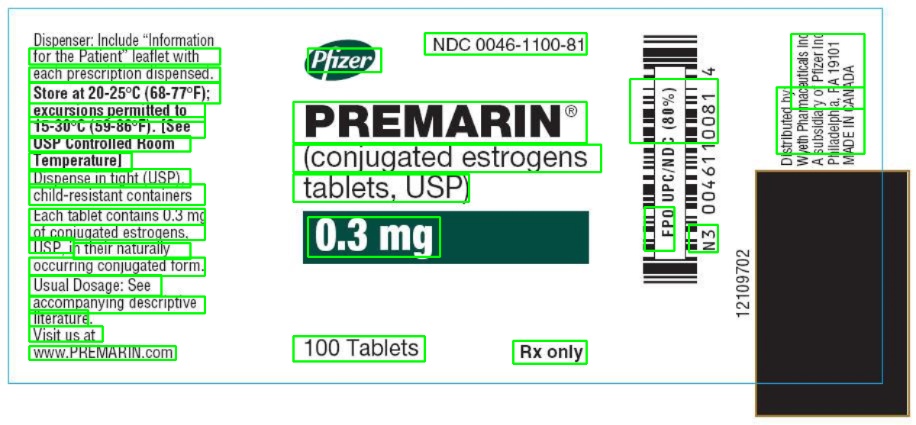 Dispenser: Include “Information
for the Patient” leaflet with
each prescription dispensed.
Store at 20-25°C (68-77°F);
excursions permitted to
15-30°C (59-86°F). [See
USP Controlled Room
Temperature]
Dispense in tight (USP),
child-resistant containers
Each tablet contains 0.3 mg
of conjugated estrogens,
USP, in their naturally
occurring conjugated form.
Usual Dosage: See
accompanying descriptive
literature.
Visit us at
www.PREMARIN.com
Pfizer
NDC 0046-1100-81
PREMARIN®
(conjugated estrogens
tablets, USP)
0.3 mg
100 Tablets
Rx only
FPO UPC/NDC (80%)
N3 0046110081 4
12109702
Distributed by
Wyeth Pharmaceuticals Inc
A subsidiary of Pfizer Inc
Philadelphia, PA 19101
MADE IN CANADA